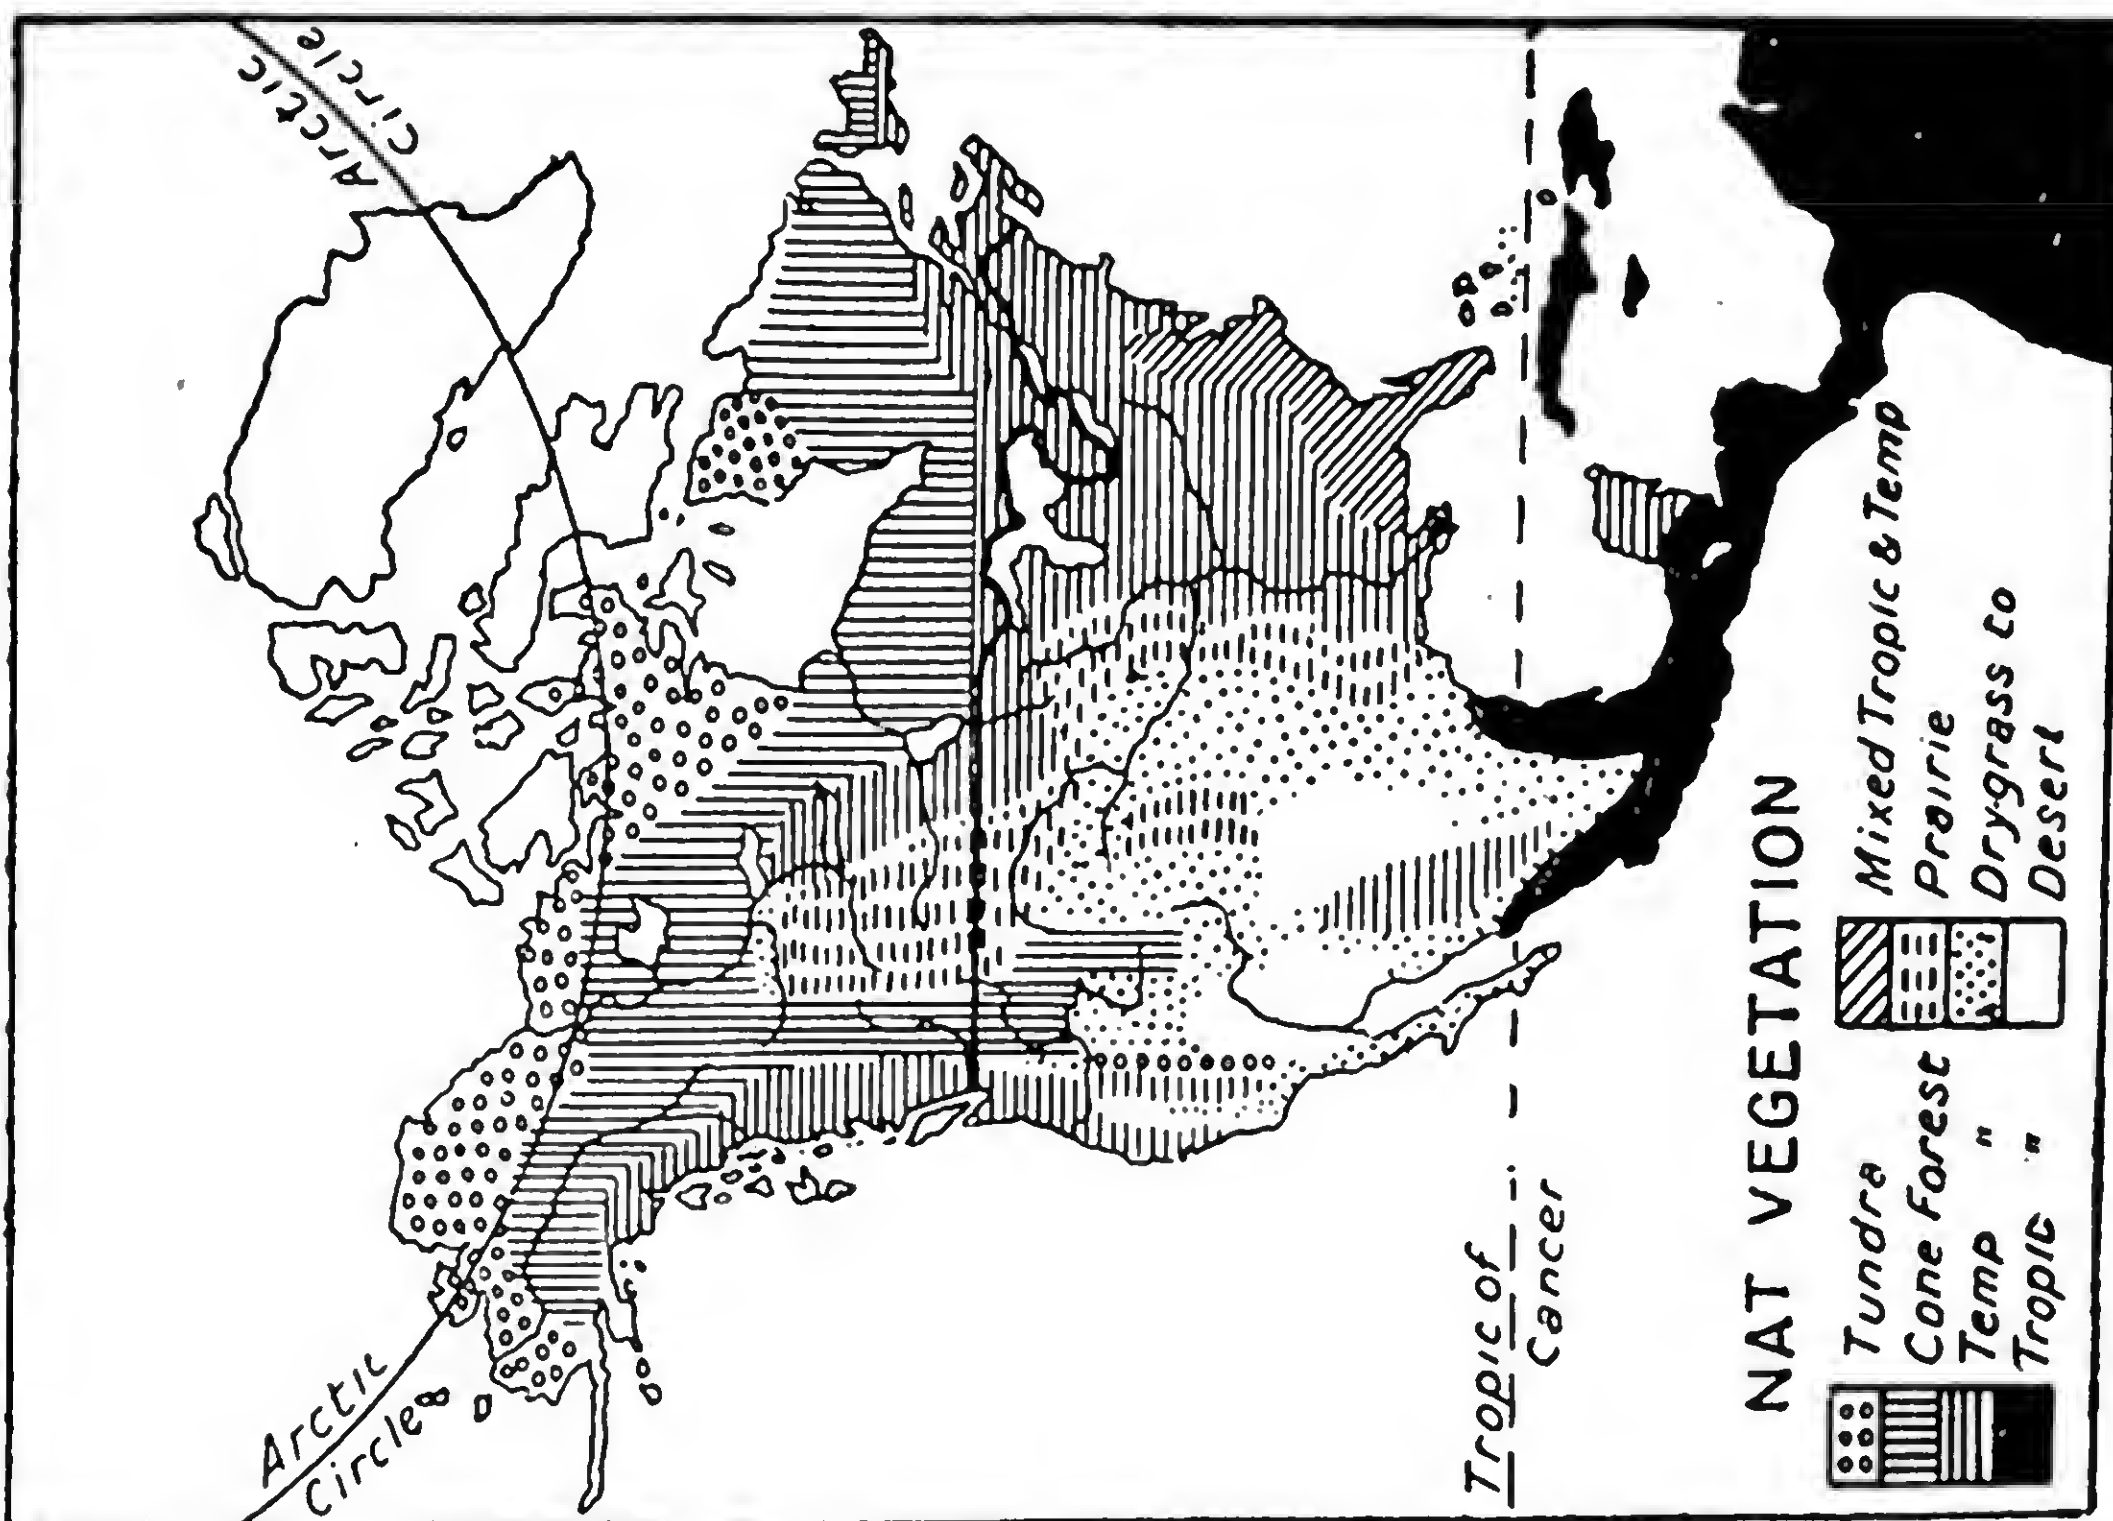 Arctic
Circle
Arctic
Circle
Tropic of
Cancer
NAT VEGETATION
Tundra
Cone Forest
Temp "
Tropic "
Mixed Tropic & Temp
Prairie
Drygrass to
Desert